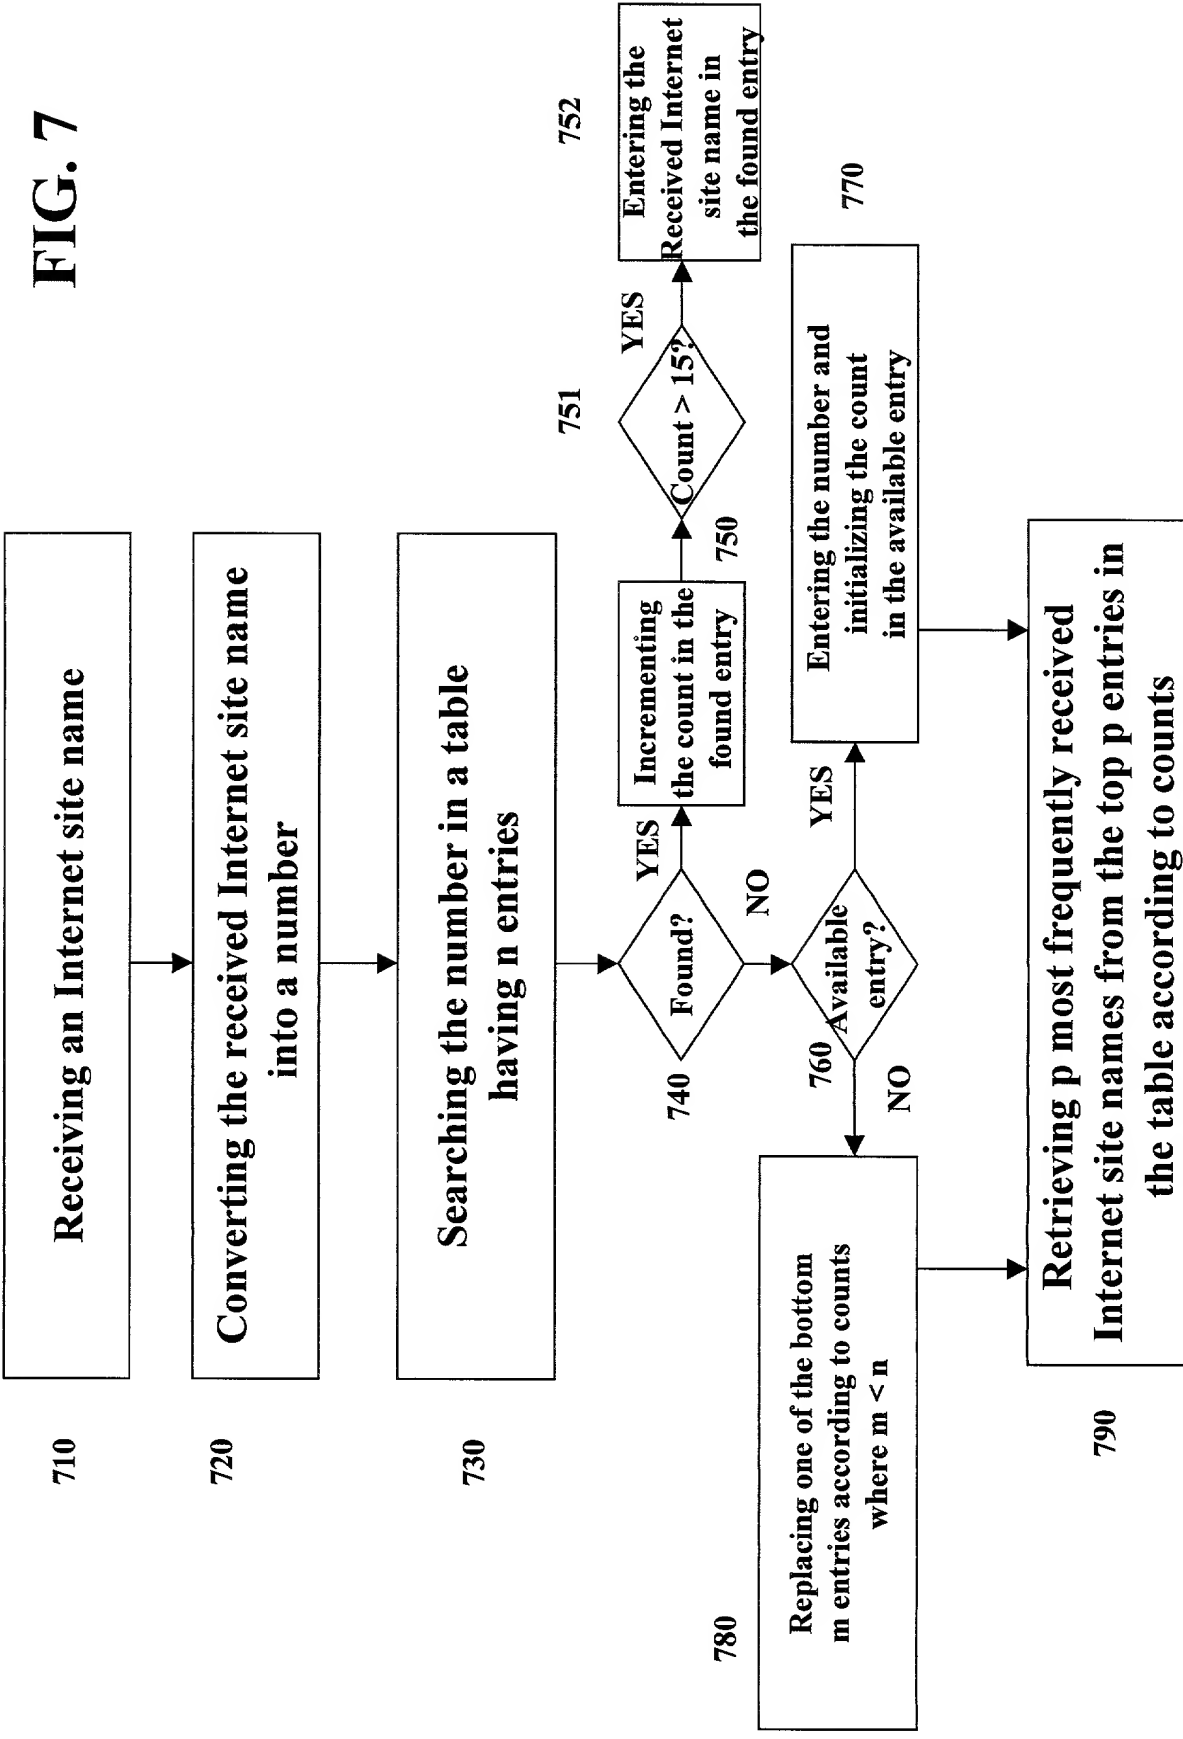 FIG. 7
710
Receiving an Internet site name
720
Converting the received Internet site name
into a number
730
Searching the number in a table
having n entries
740
Found?
YES
NO
Incrementing
the count in the
found entry
750
751
Count > 15?
YES
752
Entering the
Received Internet
site name in
the found entry
760
Available
entry?
YES
NO
770
Entering the number and
initializing the count
in the available entry
780
Replacing one of the bottom
m entries according to counts
where m < n
790
Retrieving p most frequently received
Internet site names from the top p entries in
the table according to counts